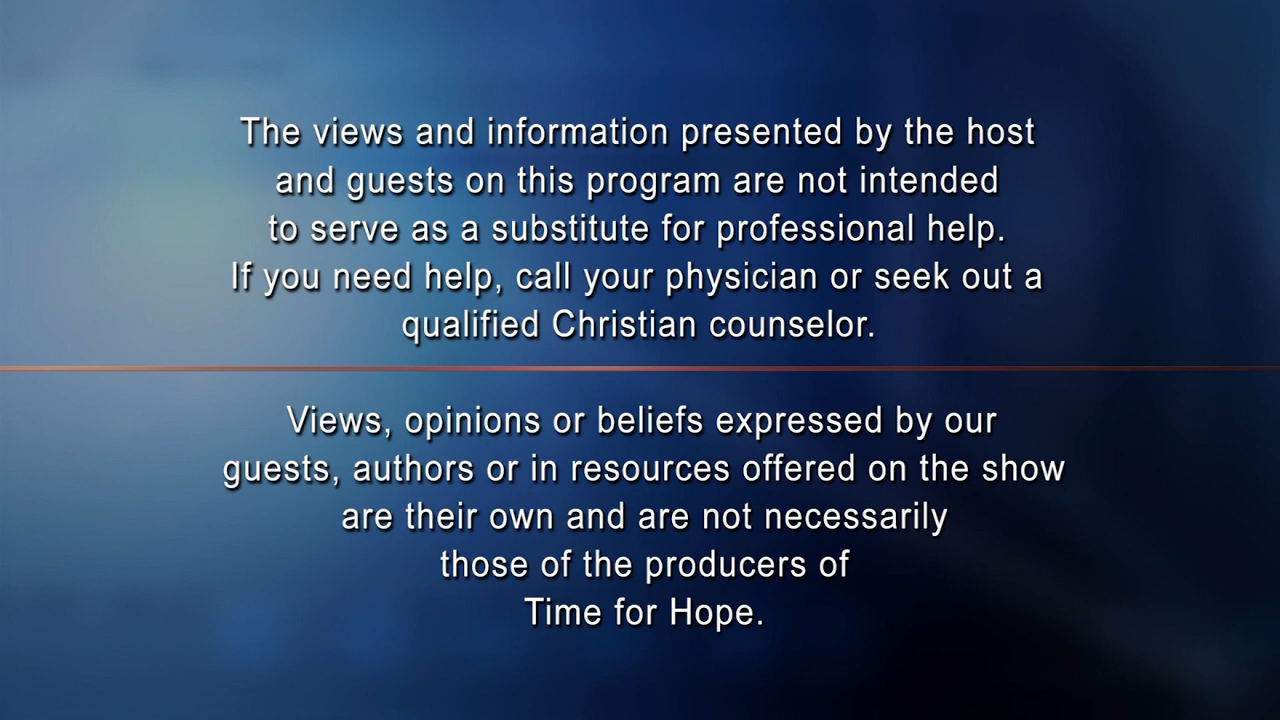 The views and information presented by the host
and guests on this program are not intended
to serve as a substitute for professional help.
If you need help, call your physician or seek out a
qualified Christian counselor.
Views, opinions or beliefs expressed by our
guests, authors or in resources offered on the show
are their own and are not necessarily
those of the producers of
Time for Hope.